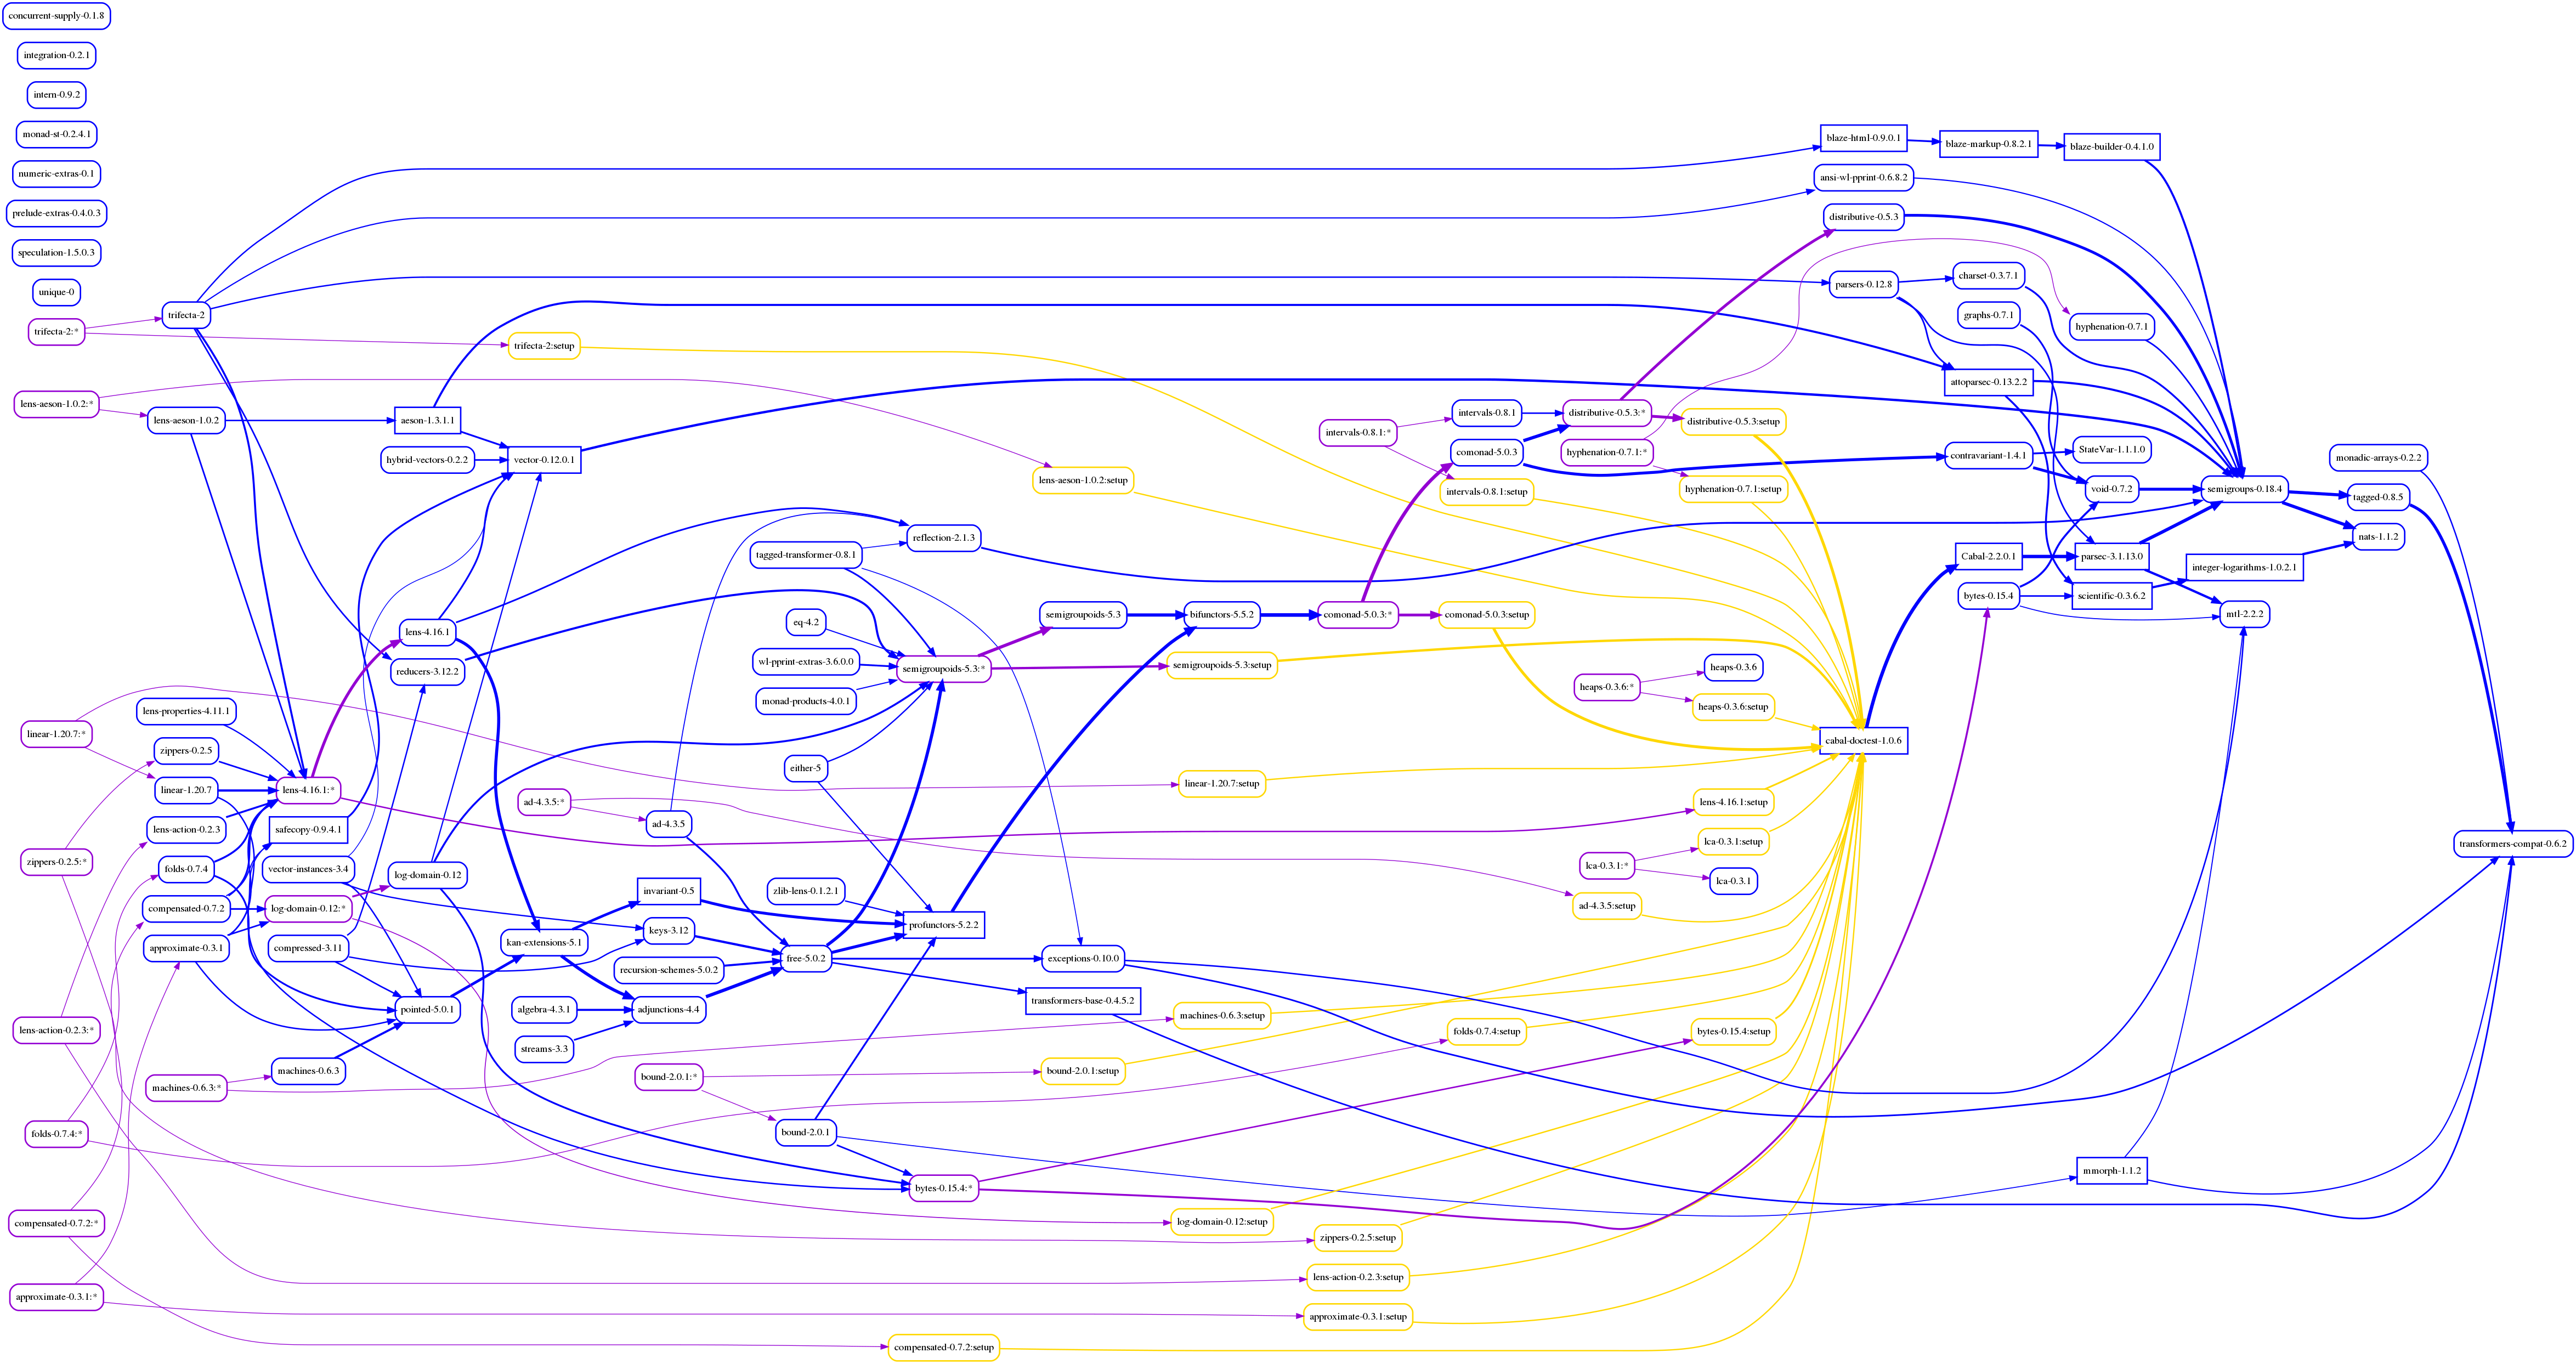 concurrent-supply-0.1.8
integration-0.2.1
intern-0.9.2
monad-st-0.2.4.1
numeric-extras-0.1
prelude-extras-0.4.0.3
speculation-1.5.0.3
unique-0
trifecta-2:*
lens-aeson-1.0.2:*
linear-1.20.7:*
zippers-0.2.5:*
lens-action-0.2.3:*
folds-0.7.4:*
compensated-0.7.2:*
approximate-0.3.1:*
trifecta-2
lens-aeson-1.0.2
lens-properties-4.11.1
zippers-0.2.5
linear-1.20.7
lens-action-0.2.3
folds-0.7.4
compensated-0.7.2
approximate-0.3.1
machines-0.6.3:*
lens-4.16.1:*
safecopy-0.9.4.1
vector-instances-3.4
log-domain-0.12:*
compressed-3.11
machines-0.6.3
aeson-1.3.1.1
hybrid-vectors-0.2.2
lens-4.16.1
reducers-3.12.2
log-domain-0.12
pointed-5.0.1
trifecta-2:setup
vector-0.12.0.1
ad-4.3.5:*
kan-extensions-5.1
algebra-4.3.1
streams-3.3
ad-4.3.5
invariant-0.5
keys-3.12
recursion-schemes-5.0.2
adjunctions-4.4
bound-2.0.1:*
tagged-transformer-0.8.1
eq-4.2
wl-pprint-extras-3.6.0.0
monad-products-4.0.1
either-5
zlib-lens-0.1.2.1
free-5.0.2
bound-2.0.1
reflection-2.1.3
semigroupoids-5.3:*
profunctors-5.2.2
bytes-0.15.4:*
compensated-0.7.2:setup
lens-aeson-1.0.2:setup
semigroupoids-5.3
exceptions-0.10.0
transformers-base-0.4.5.2
bound-2.0.1:setup
bifunctors-5.5.2
semigroupoids-5.3:setup
linear-1.20.7:setup
machines-0.6.3:setup
log-domain-0.12:setup
intervals-0.8.1:*
comonad-5.0.3:*
zippers-0.2.5:setup
lens-action-0.2.3:setup
approximate-0.3.1:setup
intervals-0.8.1
comonad-5.0.3
intervals-0.8.1:setup
comonad-5.0.3:setup
folds-0.7.4:setup
distributive-0.5.3:*
hyphenation-0.7.1:*
heaps-0.3.6:*
lca-0.3.1:*
ad-4.3.5:setup
distributive-0.5.3:setup
hyphenation-0.7.1:setup
heaps-0.3.6
heaps-0.3.6:setup
lens-4.16.1:setup
lca-0.3.1:setup
lca-0.3.1
bytes-0.15.4:setup
blaze-html-0.9.0.1
ansi-wl-pprint-0.6.8.2
distributive-0.5.3
parsers-0.12.8
cabal-doctest-1.0.6
blaze-markup-0.8.2.1
charset-0.3.7.1
graphs-0.7.1
attoparsec-0.13.2.2
contravariant-1.4.1
Cabal-2.2.0.1
bytes-0.15.4
blaze-builder-0.4.1.0
hyphenation-0.7.1
StateVar-1.1.1.0
void-0.7.2
parsec-3.1.13.0
scientific-0.3.6.2
mmorph-1.1.2
semigroups-0.18.4
integer-logarithms-1.0.2.1
mtl-2.2.2
monadic-arrays-0.2.2
tagged-0.8.5
nats-1.1.2
transformers-compat-0.6.2